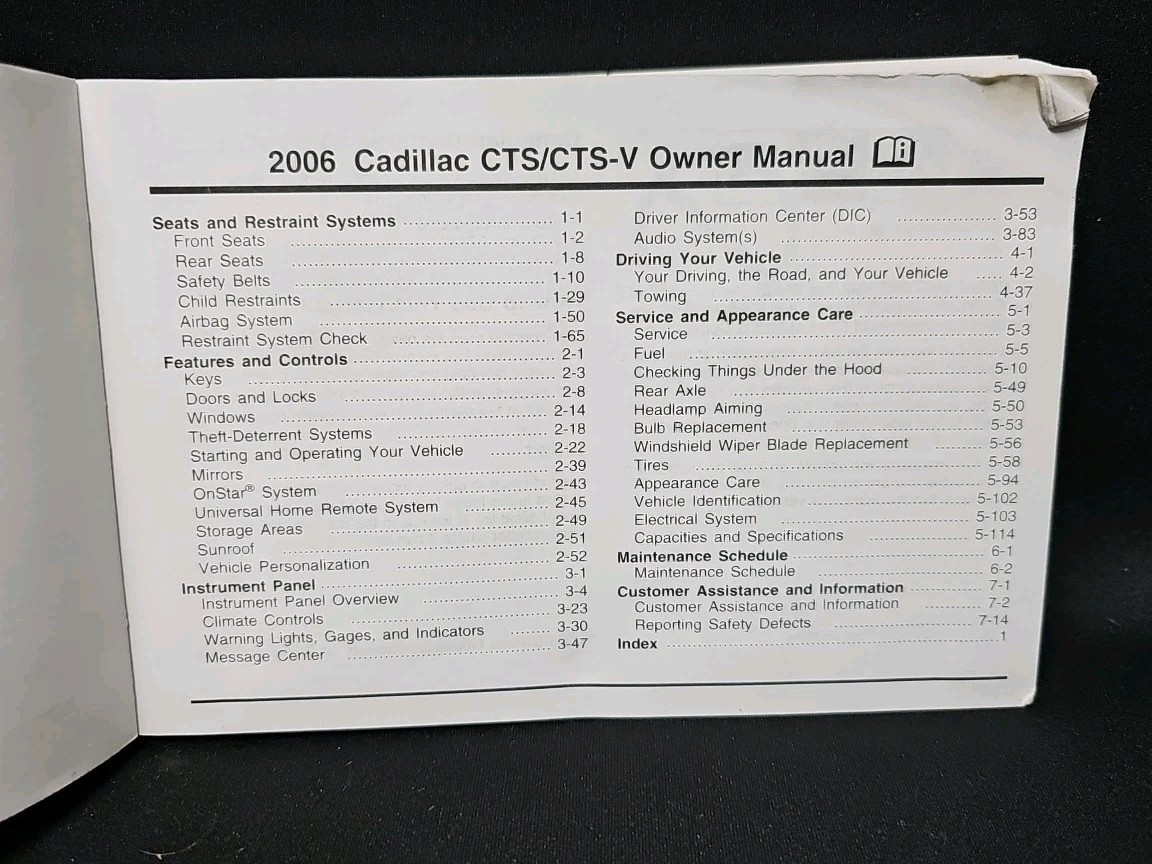 2006 Cadillac CTS/CTS-V Owner Manual
Seats and Restraint Systems ........................... 1-1
Front Seats ............................................... 1-2
Rear Seats ............................................... 1-8
Safety Belts ............................................. 1-10
Child Restraints ....................................... 1-29
Airbag System ......................................... 1-50
Restraint System Check ............................ 1-65
Features and Controls ..................................... 2-1
Keys ........................................................ 2-3
Doors and Locks ....................................... 2-8
Windows ................................................. 2-14
Theft-Deterrent Systems ............................ 2-18
Starting and Operating Your Vehicle ........... 2-22
Mirrors .................................................... 2-39
OnStar® System ...................................... 2-43
Universal Home Remote System ................ 2-45
Storage Areas ......................................... 2-49
Sunroof ................................................... 2-51
Vehicle Personalization ............................. 2-52
Instrument Panel ............................................. 3-1
Instrument Panel Overview ........................ 3-4
Climate Controls ...................................... 3-23
Warning Lights, Gages, and Indicators ........ 3-30
Message Center ....................................... 3-47
Driver Information Center (DIC) .................. 3-53
Audio System(s) ....................................... 3-83
Driving Your Vehicle ....................................... 4-1
Your Driving, the Road, and Your Vehicle ..... 4-2
Towing .................................................... 4-37
Service and Appearance Care .......................... 5-1
Service .................................................... 5-3
Fuel ......................................................... 5-5
Checking Things Under the Hood ............... 5-10
Rear Axle ................................................ 5-49
Headlamp Aiming ..................................... 5-50
Bulb Replacement .................................... 5-53
Windshield Wiper Blade Replacement ......... 5-56
Tires ........................................................ 5-58
Appearance Care ...................................... 5-94
Vehicle Identification ................................. 5-102
Electrical System ...................................... 5-103
Capacities and Specifications ..................... 5-114
Maintenance Schedule .................................... 6-1
Maintenance Schedule .............................. 6-2
Customer Assistance and Information .............. 7-1
Customer Assistance and Information .......... 7-2
Reporting Safety Defects ........................... 7-14
Index ................................................................ 1